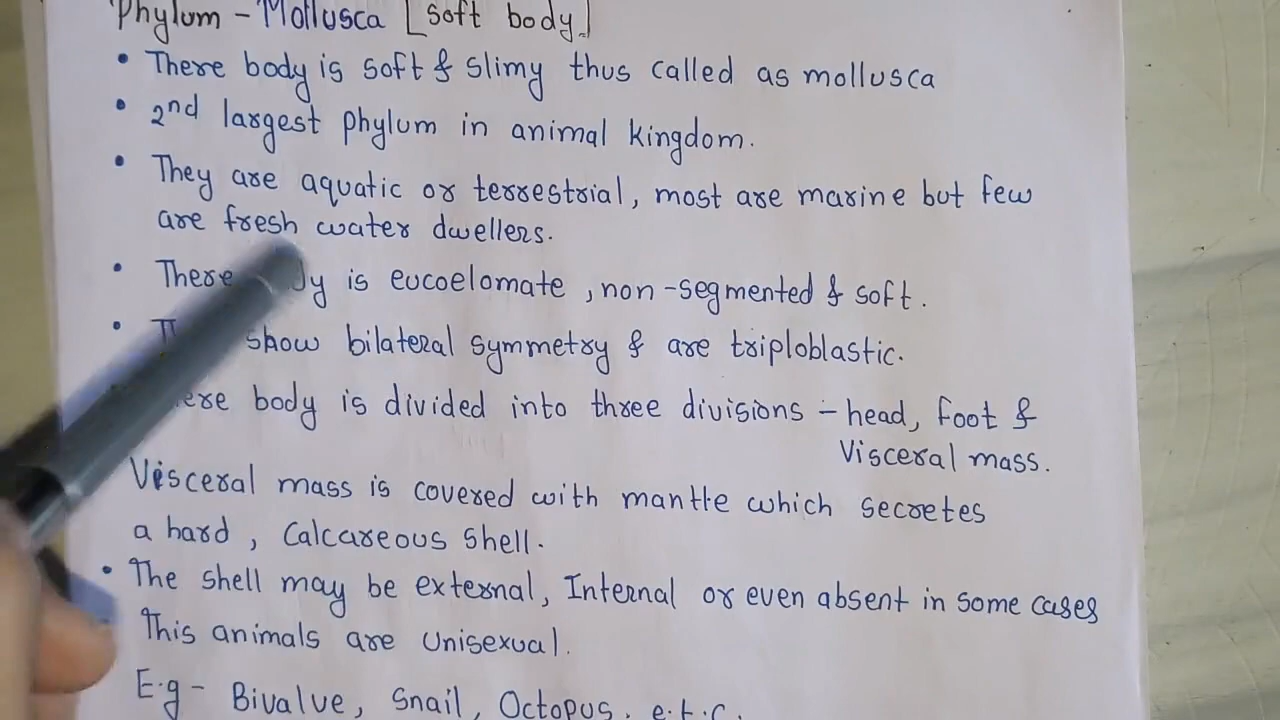 Phylum - Mollusca [soft body]
• There body is soft & slimy thus called as mollusca
• 2nd largest phylum in animal kingdom.
• They are aquatic or terrestrial, most are marine but few
are fresh water dwellers.
• There is eucoelomate, non-segmented & soft.
• show bilateral symmetry & are triploblastic.
body is divided into three divisions - head, foot &
Visceral mass.
Visceral mass is covered with mantle which secretes
a hard, Calcareous Shell.
• The shell may be external, Internal or even absent in some cases
This animals are Unisexual.
E.g - Bivalve, Snail, Octopus, e.t.c.